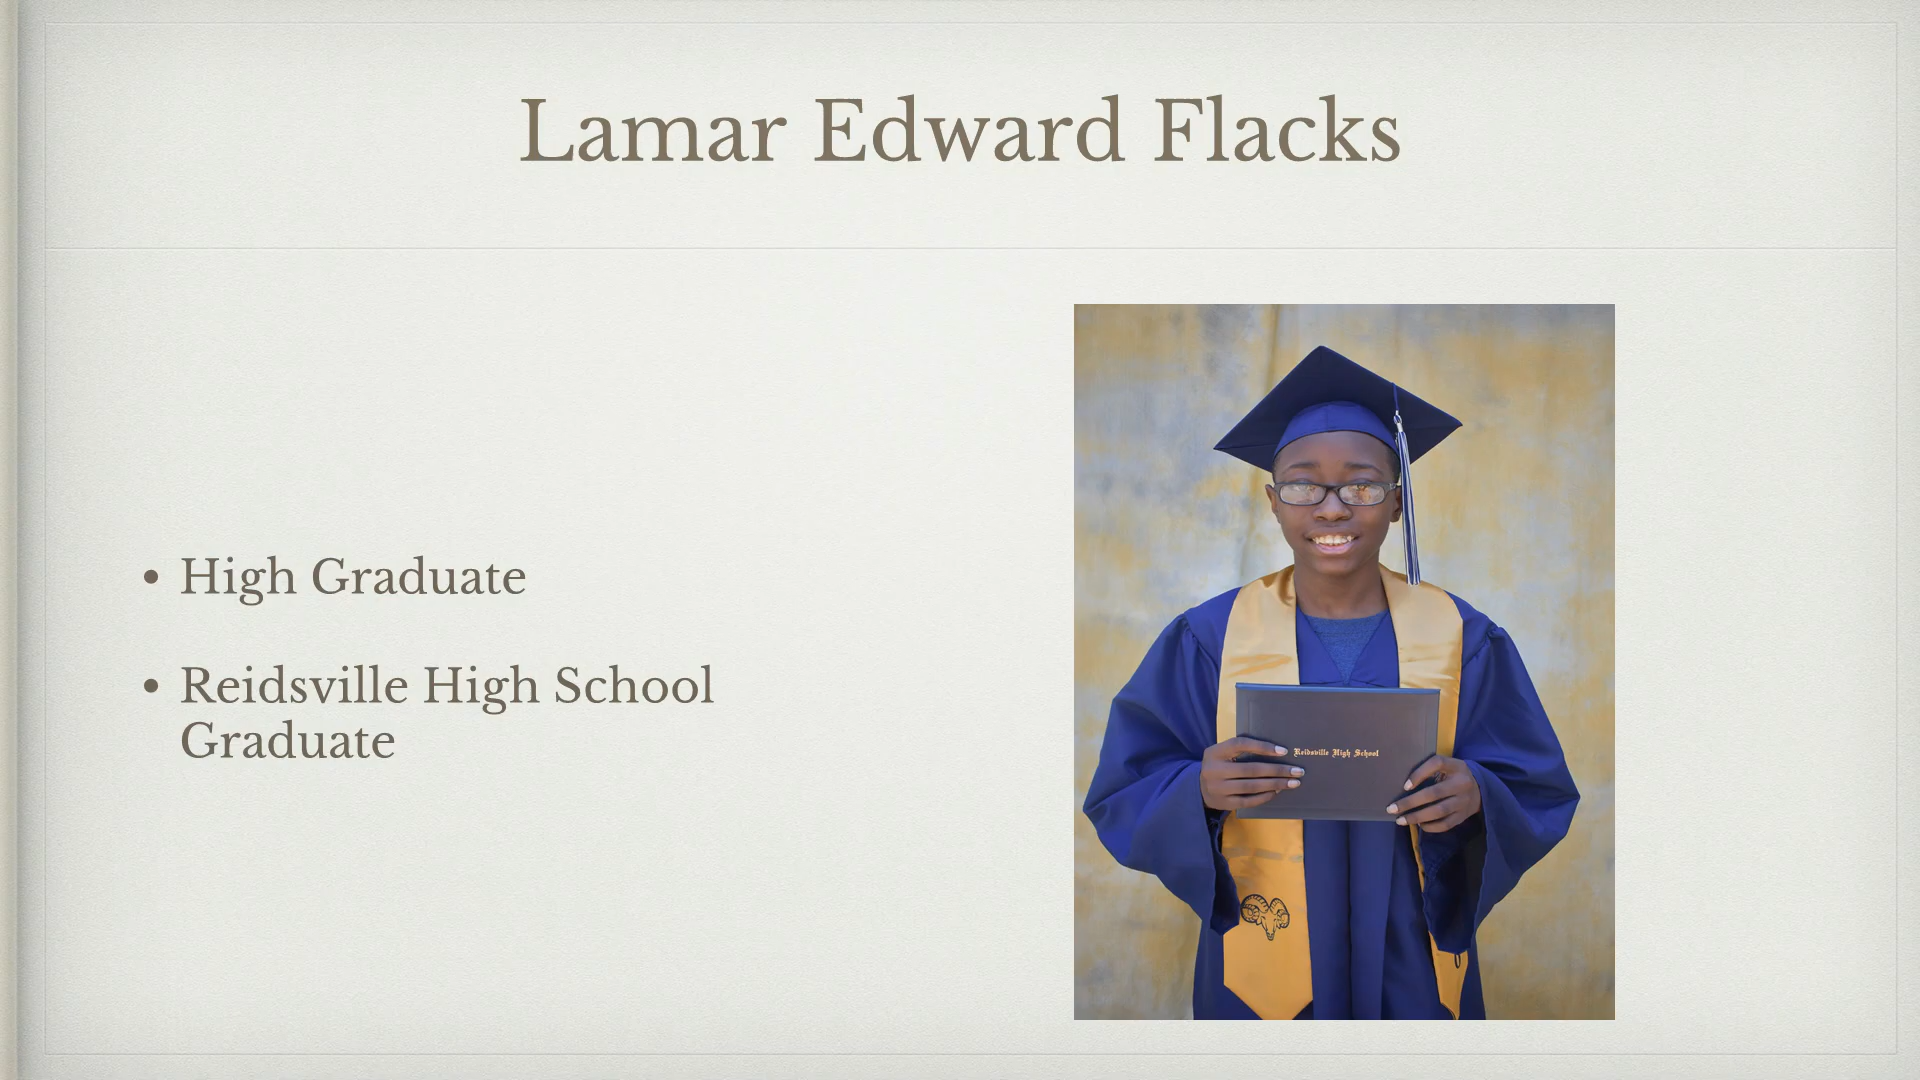 Lamar Edward Flacks
• High Graduate
• Reidsville High School
Graduate
Reidsville High School